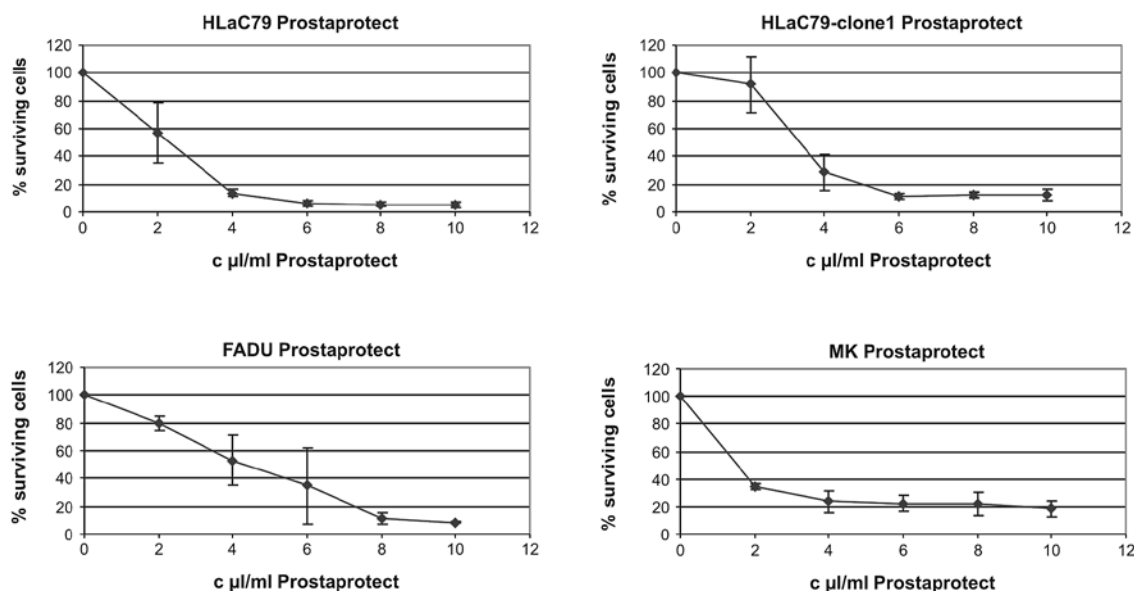 HLaC79 Prostaprotect
120
100
80
60
40
20
0
% surviving cells
0 2 4 6 8 10 12
c µl/ml Prostaprotect
HLaC79-clone1 Prostaprotect
120
100
80
60
40
20
0
% surviving cells
0 2 4 6 8 10 12
c µl/ml Prostaprotect
FADU Prostaprotect
120
100
80
60
40
20
0
% surviving cells
0 2 4 6 8 10 12
c µl/ml Prostaprotect
MK Prostaprotect
120
100
80
60
40
20
0
% surviving cells
0 2 4 6 8 10 12
c µl/ml Prostaprotect